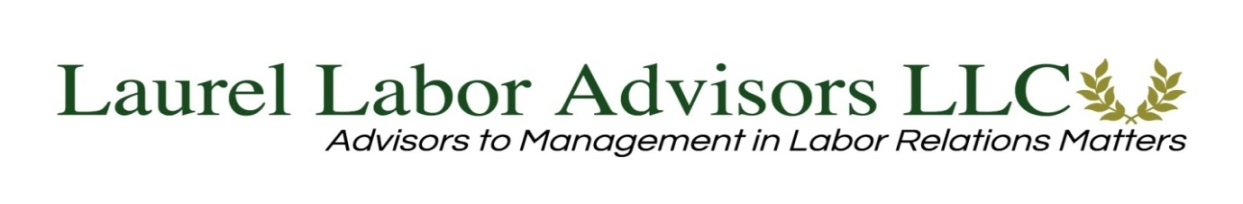 Laurel Labor Advisors LLC
Advisors to Management in Labor Relations Matters